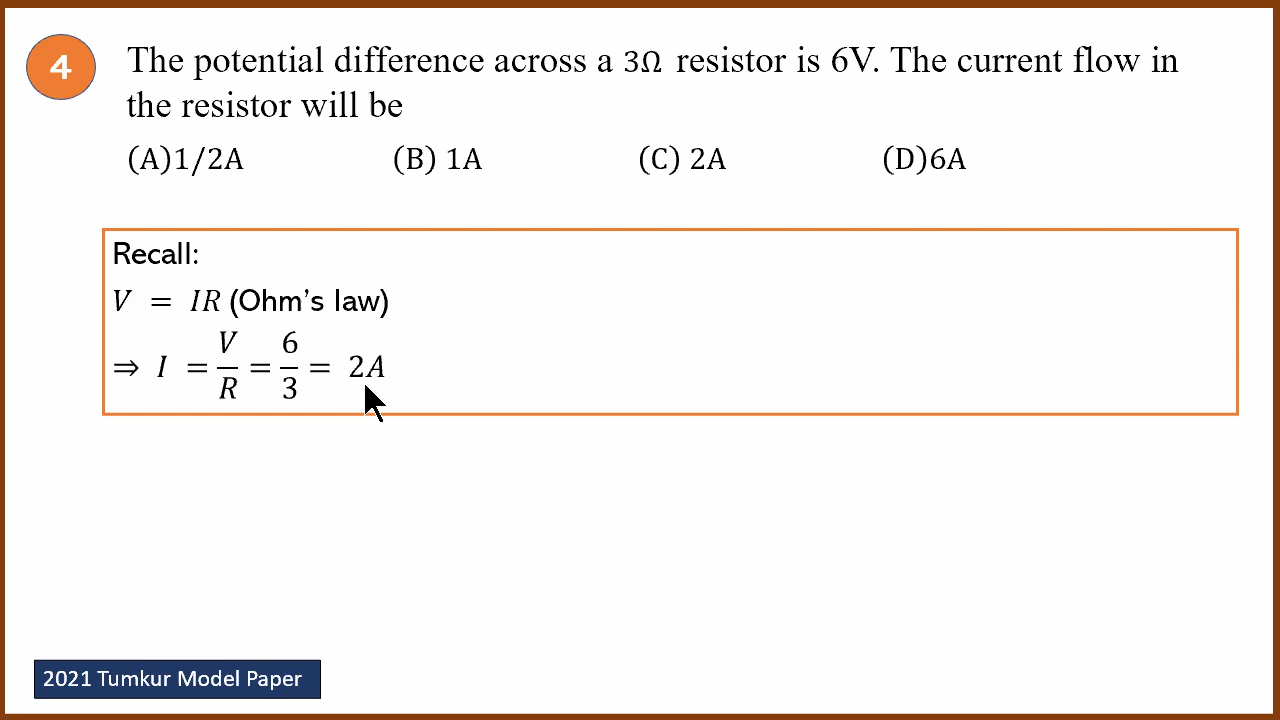 4
The potential difference across a 3Ω resistor is 6V. The current flow in
the resistor will be
(A)1/2A (B) 1A (C) 2A (D)6A
Recall:
V = IR (Ohm's law)
⇒ I = V/R = 6/3 = 2A
2021 Tumkur Model Paper